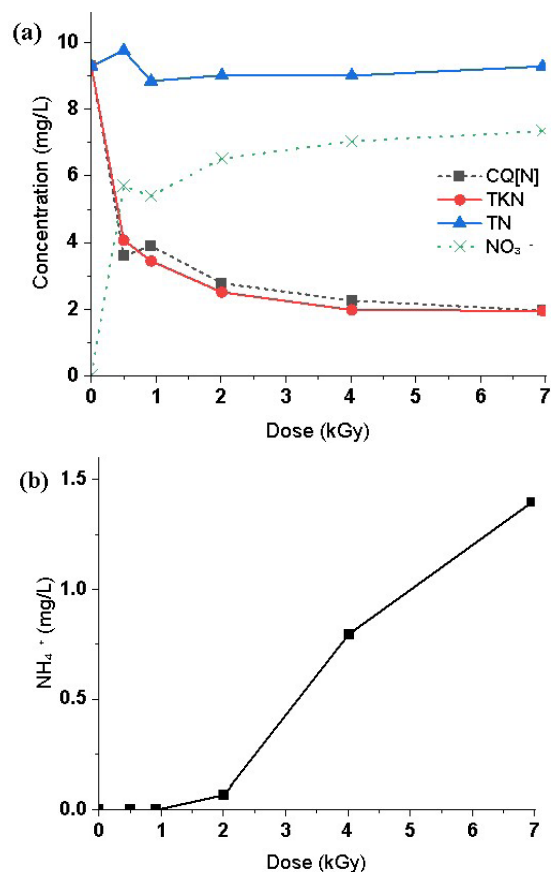 (a)
Concentration (mg/L)
10
8
6
4
2
0
CQ[N]
TKN
TN
NO₃⁻
0 1 2 3 4 5 6 7
Dose (kGy)
(b)
NH₄⁺ (mg/L)
1.5
1.0
0.5
0.0
0 1 2 3 4 5 6 7
Dose (kGy)